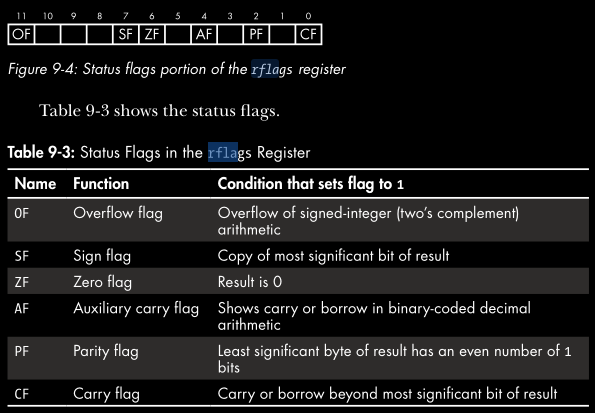 11 10 9 8 7 6 5 4 3 2 1 0
OF SF ZF AF PF CF
Figure 9-4: Status flags portion of the rflags register
Table 9-3 shows the status flags.
Table 9-3: Status Flags in the rflags Register
Name Function Condition that sets flag to 1
OF Overflow flag Overflow of signed-integer (two's complement)
arithmetic
SF Sign flag Copy of most significant bit of result
ZF Zero flag Result is 0
AF Auxiliary carry flag Shows carry or borrow in binary-coded decimal
arithmetic
PF Parity flag Least significant byte of result has an even number of 1
bits
CF Carry flag Carry or borrow beyond most significant bit of result